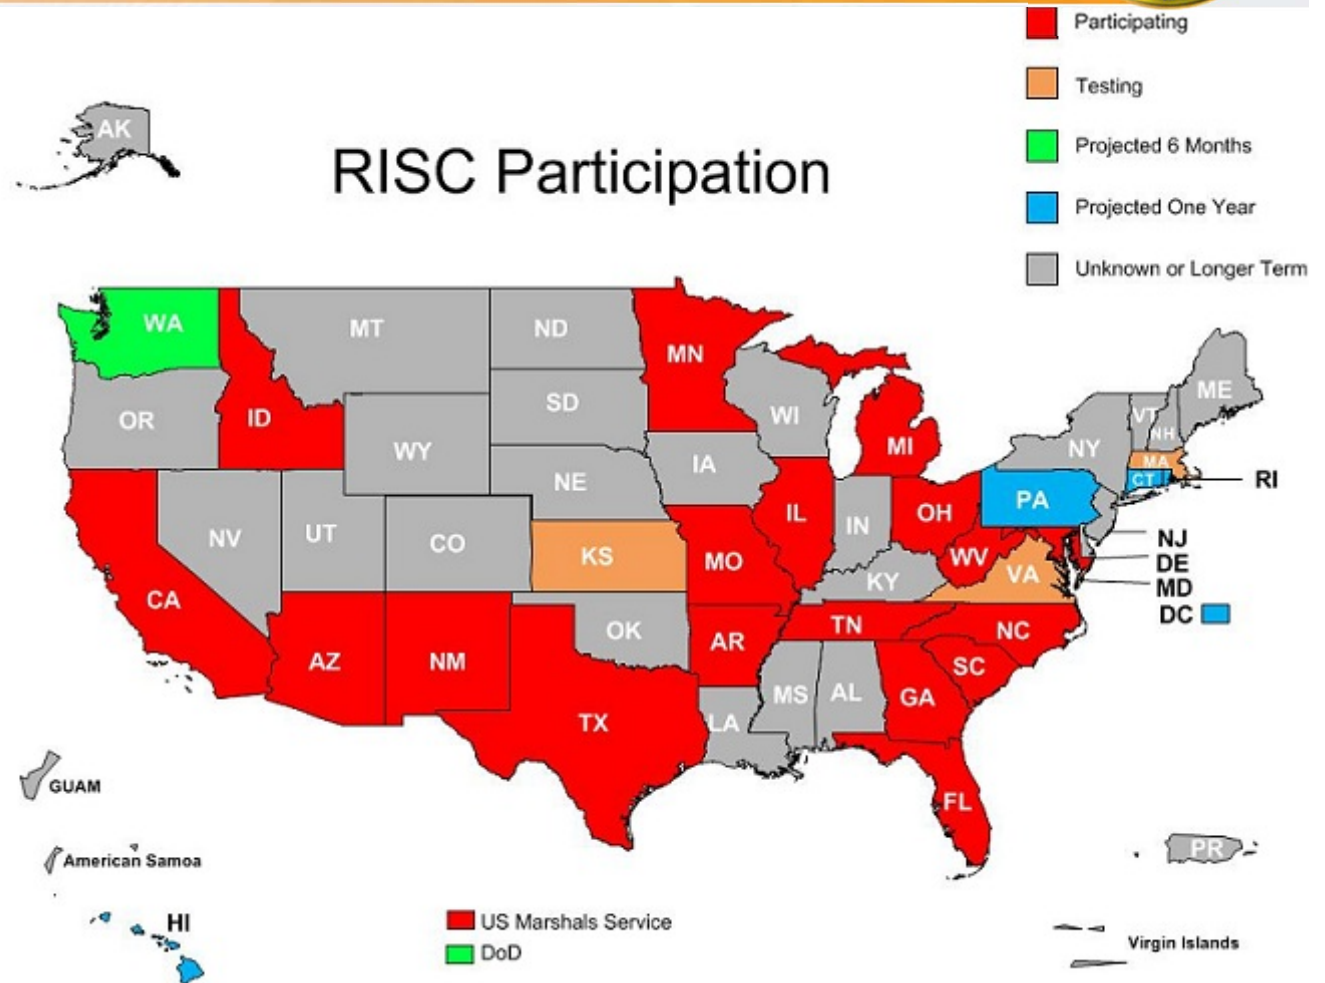 Participating
Testing
Projected 6 Months
Projected One Year
Unknown or Longer Term
AK
RISC Participation
WA
MT
ND
MN
OR
ID
WY
SD
WI
MI
NY
VT
NH
ME
MA
CT
RI
IA
NE
PA
NV
UT
CO
KS
MO
IL
IN
OH
WV
VA
KY
NJ
DE
MD
DC
CA
AZ
NM
OK
AR
TN
NC
SC
TX
LA
MS
AL
GA
FL
GUAM
American Samoa
HI
PR
Virgin Islands
US Marshals Service
DoD